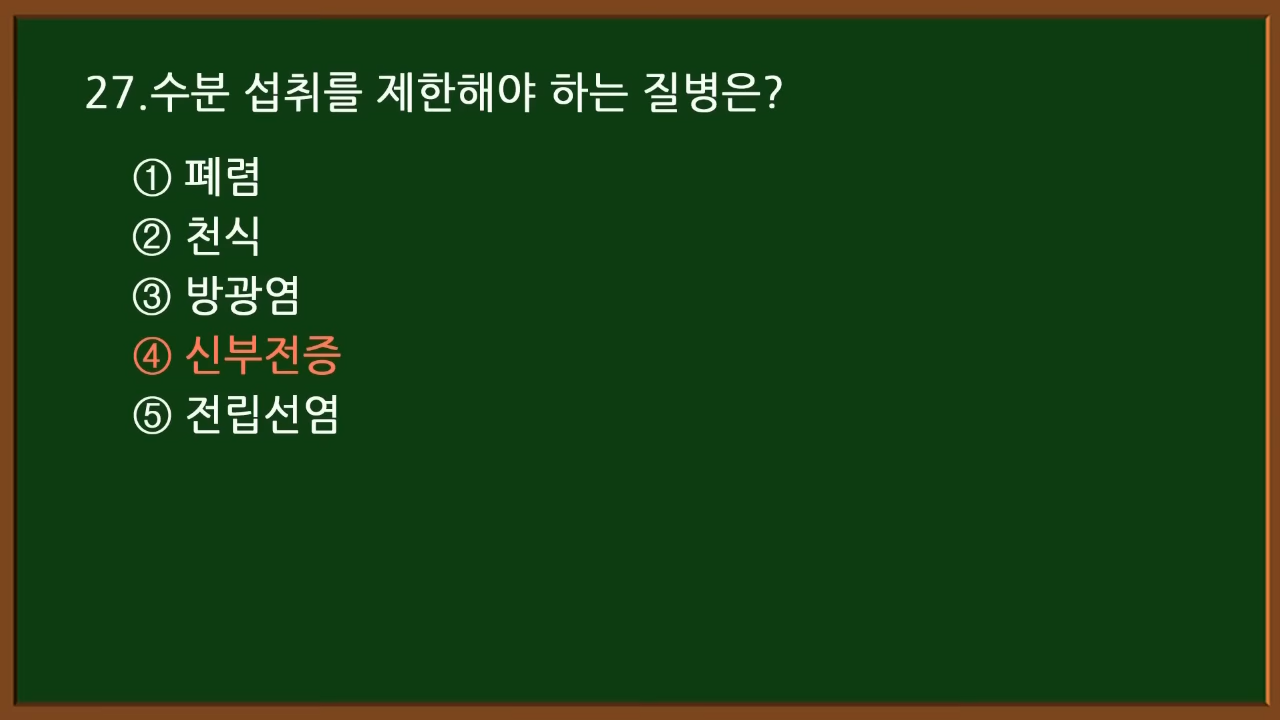 27.수분 섭취를 제한해야 하는 질병은?
① 폐렴
② 천식
③ 방광염
④ 신부전증
⑤ 전립선염